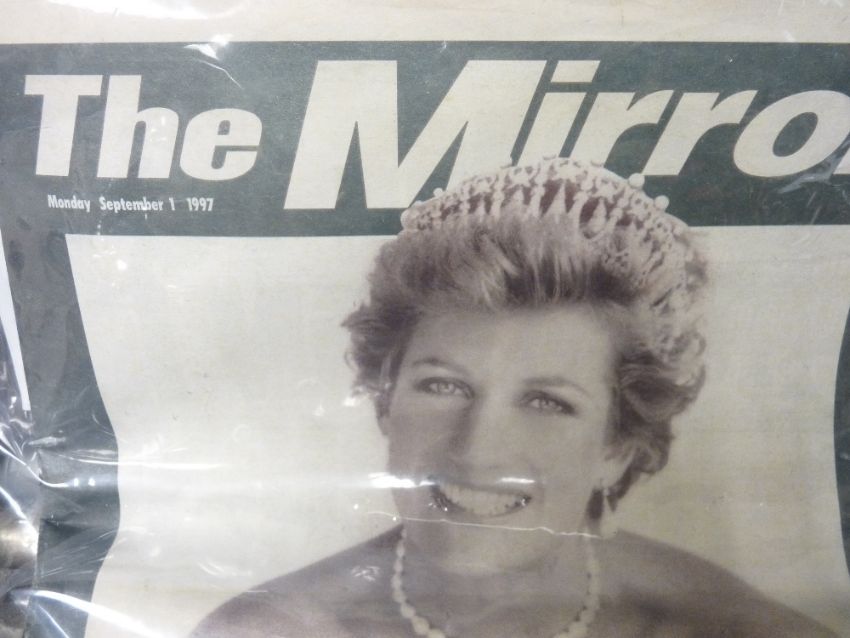 The Mirro
Monday September 1 1997